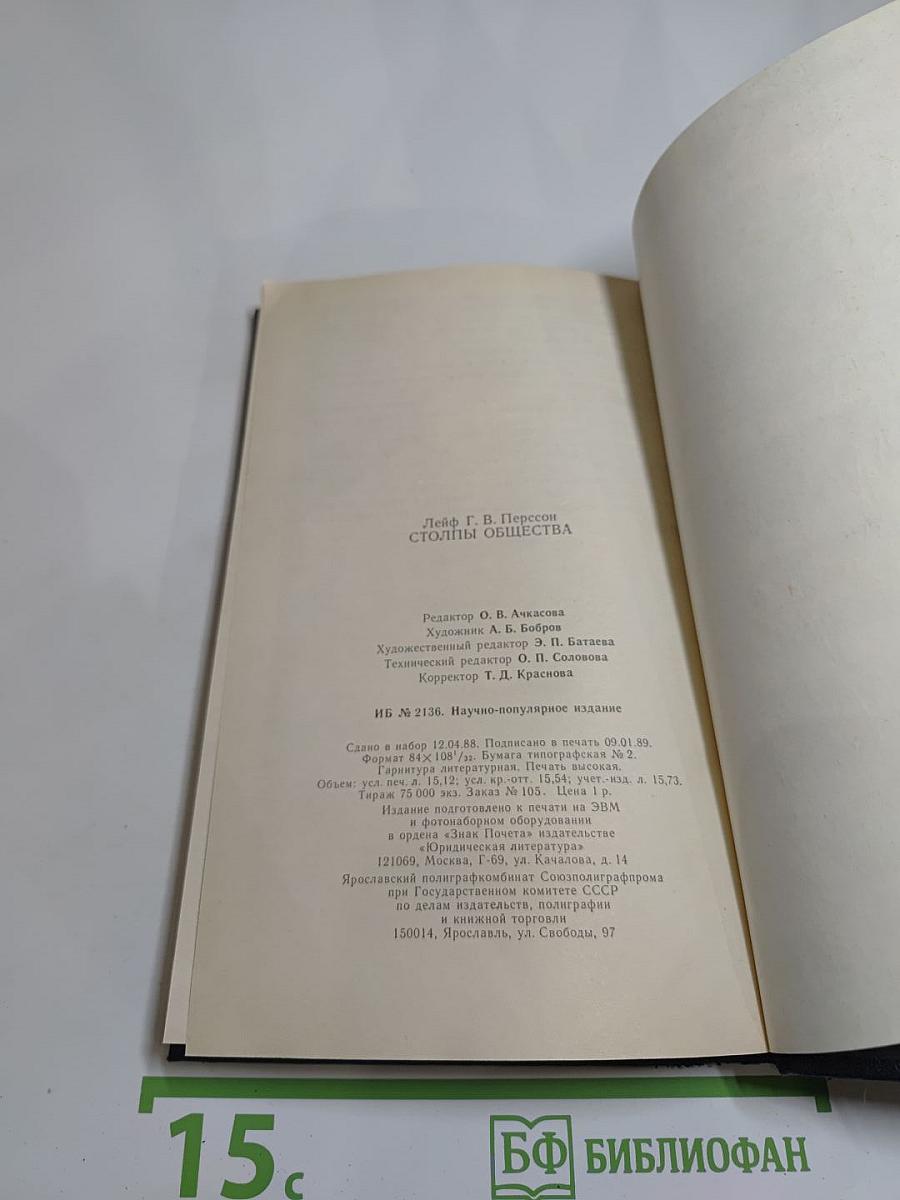 Лейф Г. В. Перссон
СТОЛПЫ ОБЩЕСТВА
Редактор О. В. Ачкасова
Художник А. Б. Бобров
Художественный редактор Э. П. Батаева
Технический редактор О. П. Соловова
Корректор Т. Д. Краснова
ИБ № 2136. Научно-популярное издание
Сдано в набор 12.04.88. Подписано в печать 09.01.89.
Формат 84×108¹/₃₂. Бумага типографская № 2.
Гарнитура литературная. Печать высокая.
Объем: усл. печ. л. 15,12; усл. кр.-отт. 15,54; учет.-изд. л. 15,73.
Тираж 75 000 экз. Заказ № 105. Цена 1 р.
Издание подготовлено к печати на ЭВМ
и фотонаборном оборудовании
в ордена «Знак Почета» издательстве
«Юридическая литература»
121069, Москва, Г-69, ул. Качалова, д. 14
Ярославский полиграфкомбинат Союзполиграфпрома
при Государственном комитете СССР
по делам издательств, полиграфии
и книжной торговли
150014, Ярославль, ул. Свободы, 97
15 с
БФ БИБЛИОФАН